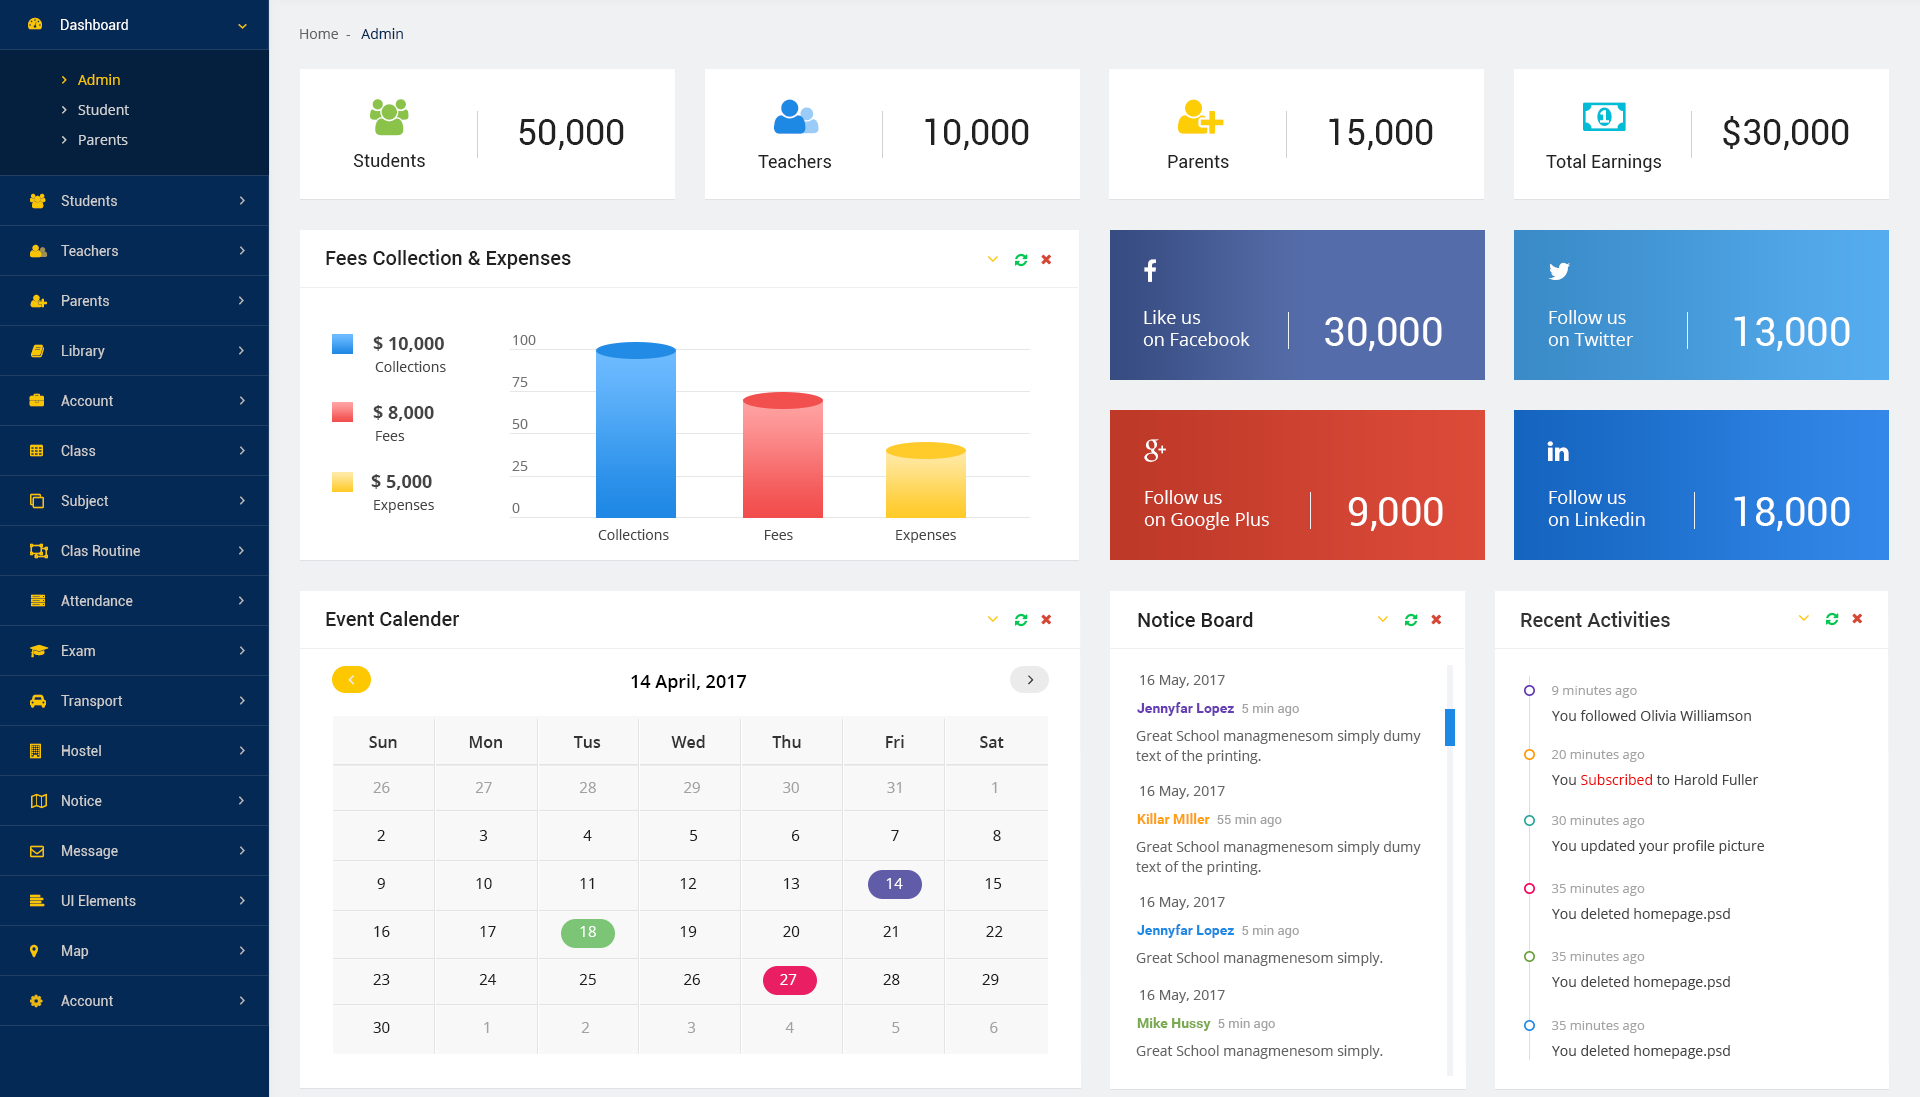 Dashboard
Admin
Student
Parents
Students
Teachers
Parents
Library
Account
Class
Subject
Clas Routine
Attendance
Exam
Transport
Hostel
Notice
Message
UI Elements
Map
Account
Home - Admin
Students
50,000
Teachers
10,000
Parents
15,000
1
Total Earnings
$30,000
Fees Collection & Expenses
$ 10,000
Collections
$ 8,000
Fees
$ 5,000
Expenses
100
75
50
25
0
Collections Fees Expenses
f
Like us
on Facebook
30,000
Follow us
on Twitter
13,000
g+
Follow us
on Google Plus
9,000
in
Follow us
on Linkedin
18,000
Event Calender
14 April, 2017
Sun Mon Tus Wed Thu Fri Sat
26 27 28 29 30 31 1
2 3 4 5 6 7 8
9 10 11 12 13 14 15
16 17 18 19 20 21 22
23 24 25 26 27 28 29
30 1 2 3 4 5 6
Notice Board
16 May, 2017
Jennyfar Lopez 5 min ago
Great School managmenesom simply dumy
text of the printing.
16 May, 2017
Killar MIller 55 min ago
Great School managmenesom simply dumy
text of the printing.
16 May, 2017
Jennyfar Lopez 5 min ago
Great School managmenesom simply.
16 May, 2017
Mike Hussy 5 min ago
Great School managmenesom simply.
Recent Activities
9 minutes ago
You followed Olivia Williamson
20 minutes ago
You Subscribed to Harold Fuller
30 minutes ago
You updated your profile picture
35 minutes ago
You deleted homepage.psd
35 minutes ago
You deleted homepage.psd
35 minutes ago
You deleted homepage.psd